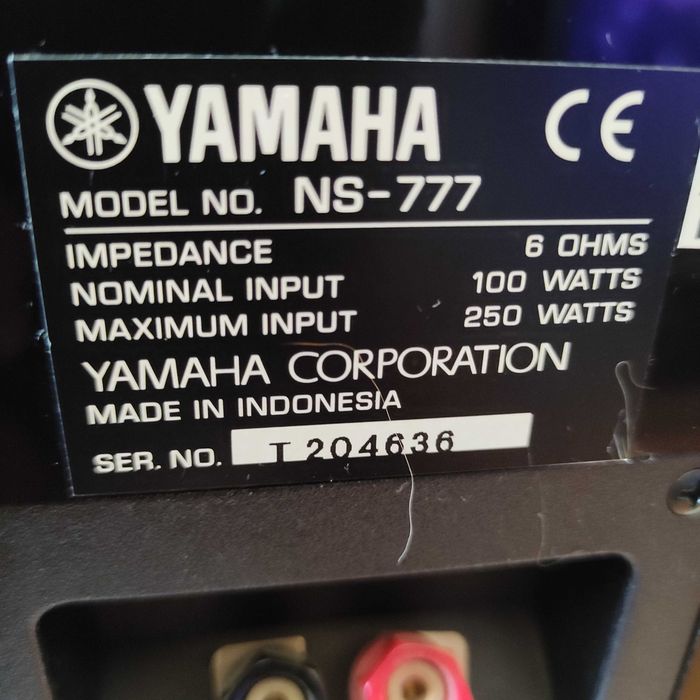 YAMAHA CE
MODEL NO. NS-777
IMPEDANCE 6 OHMS
NOMINAL INPUT 100 WATTS
MAXIMUM INPUT 250 WATTS
YAMAHA CORPORATION
MADE IN INDONESIA
SER. NO. T 204636